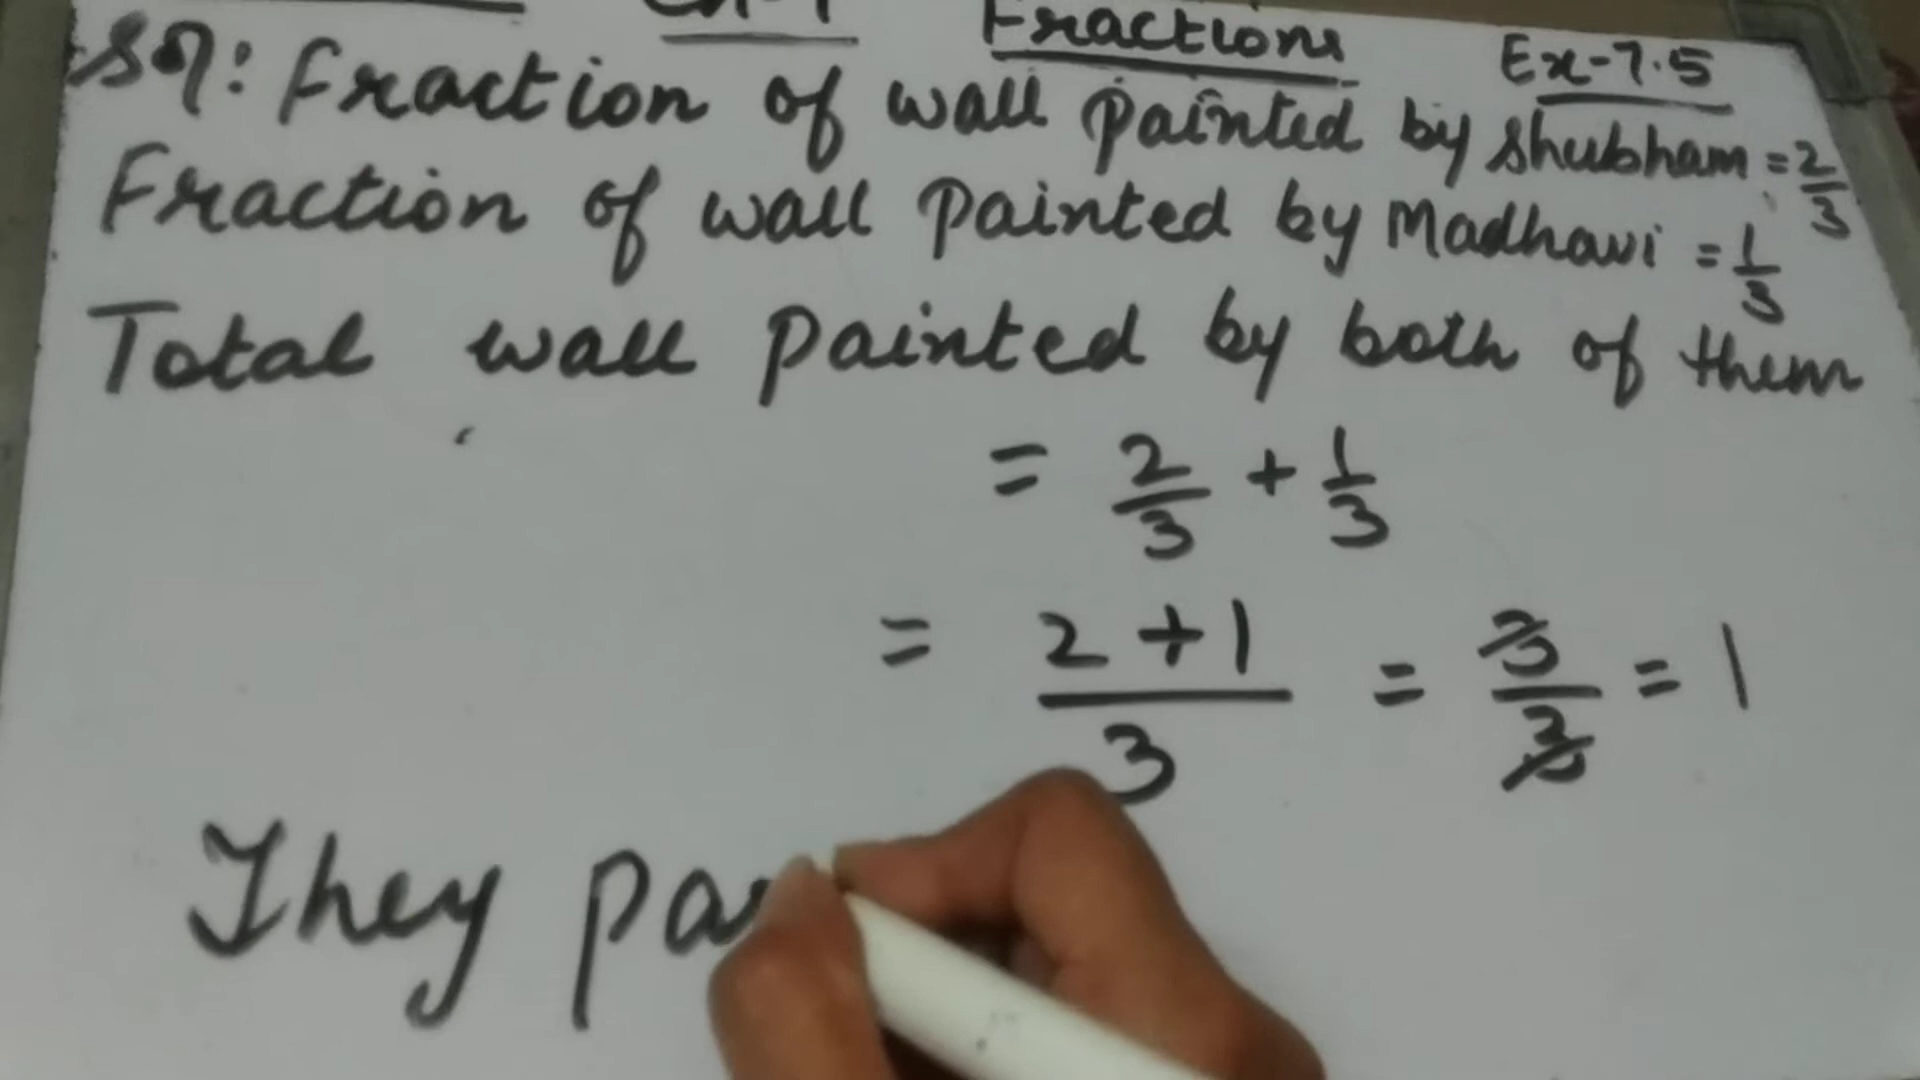 Fractions Ex-7.5
Fraction of wall painted by Shubham = 2/3
Fraction of wall painted by Madhavi = 1/3
Total wall painted by both of them
= 2/3 + 1/3
= 2+1/3 = 3/3 = 1
They